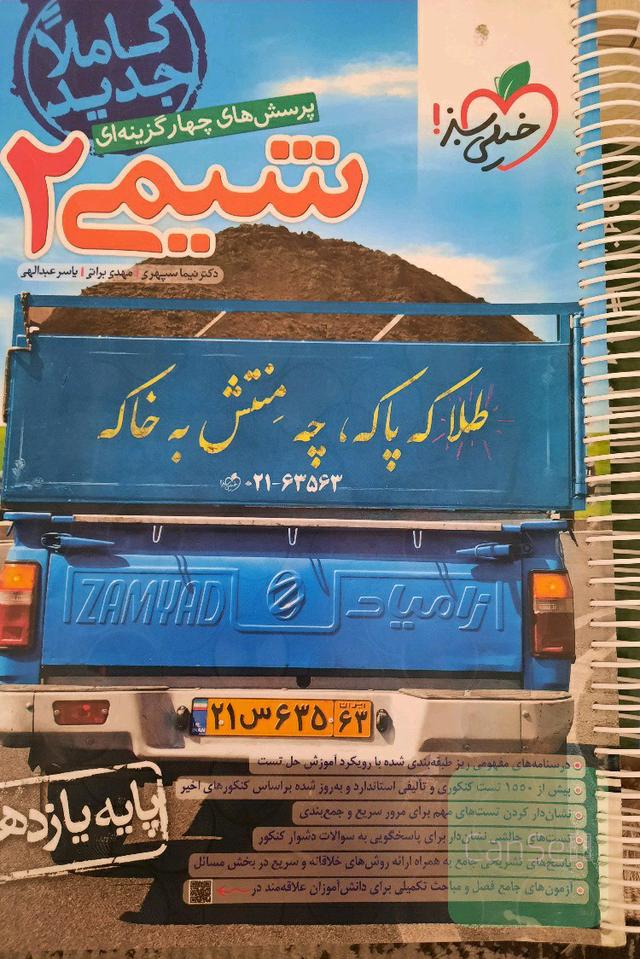 کاملاً
جدید
پرسش‌های چهارگزینه‌ای
شیمی ۲
خیلی سبز!
دکتر نیما سپهری | مهدی براتی | یاسر عبدالهی
طلا که پاکه، چه مِنتش به خاکه
۰۲۱-۶۳۵۶۳
ZAMYAD زامیاد
۲۱س۶۳۵ ایران ۶۳
درسنامه‌های مفهومی ریز طبقه‌بندی شده با رویکرد آموزش حل تست
بیش از ۱۵۵۰ تست کنکوری و تألیفی استاندارد و به‌روز شده براساس کنکورهای اخیر
نشان‌دار کردن تست‌های مهم برای مرور سریع و جمع‌بندی
تست‌های چالشی نشان‌دار برای پاسخگویی به سوالات دشوار کنکور
پاسخ‌های تشریحی جامع به همراه ارائه روش‌های خلاقانه و سریع در بخش مسائل
آزمون‌های جامع فصل و مباحث تکمیلی برای دانش‌آموزان علاقه‌مند در
پایه یازده